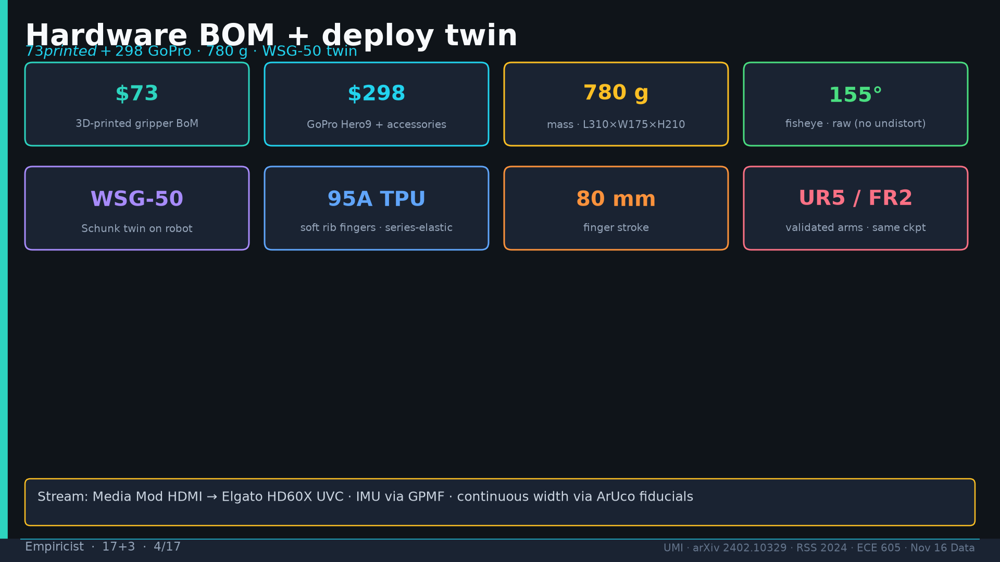 Hardware BOM + deploy twin
73printed + 298 GoPro · 780 g · WSG-50 twin
$73
3D-printed gripper BoM
$298
GoPro Hero9 + accessories
780 g
mass · L310×W175×H210
155°
fisheye · raw (no undistort)
WSG-50
Schunk twin on robot
95A TPU
soft rib fingers · series-elastic
80 mm
finger stroke
UR5 / FR2
validated arms · same ckpt
Stream: Media Mod HDMI → Elgato HD60X UVC · IMU via GPMF · continuous width via ArUco fiducials
Empiricist · 17+3 · 4/17
UMI · arXiv 2402.10329 · RSS 2024 · ECE 605 · Nov 16 Data